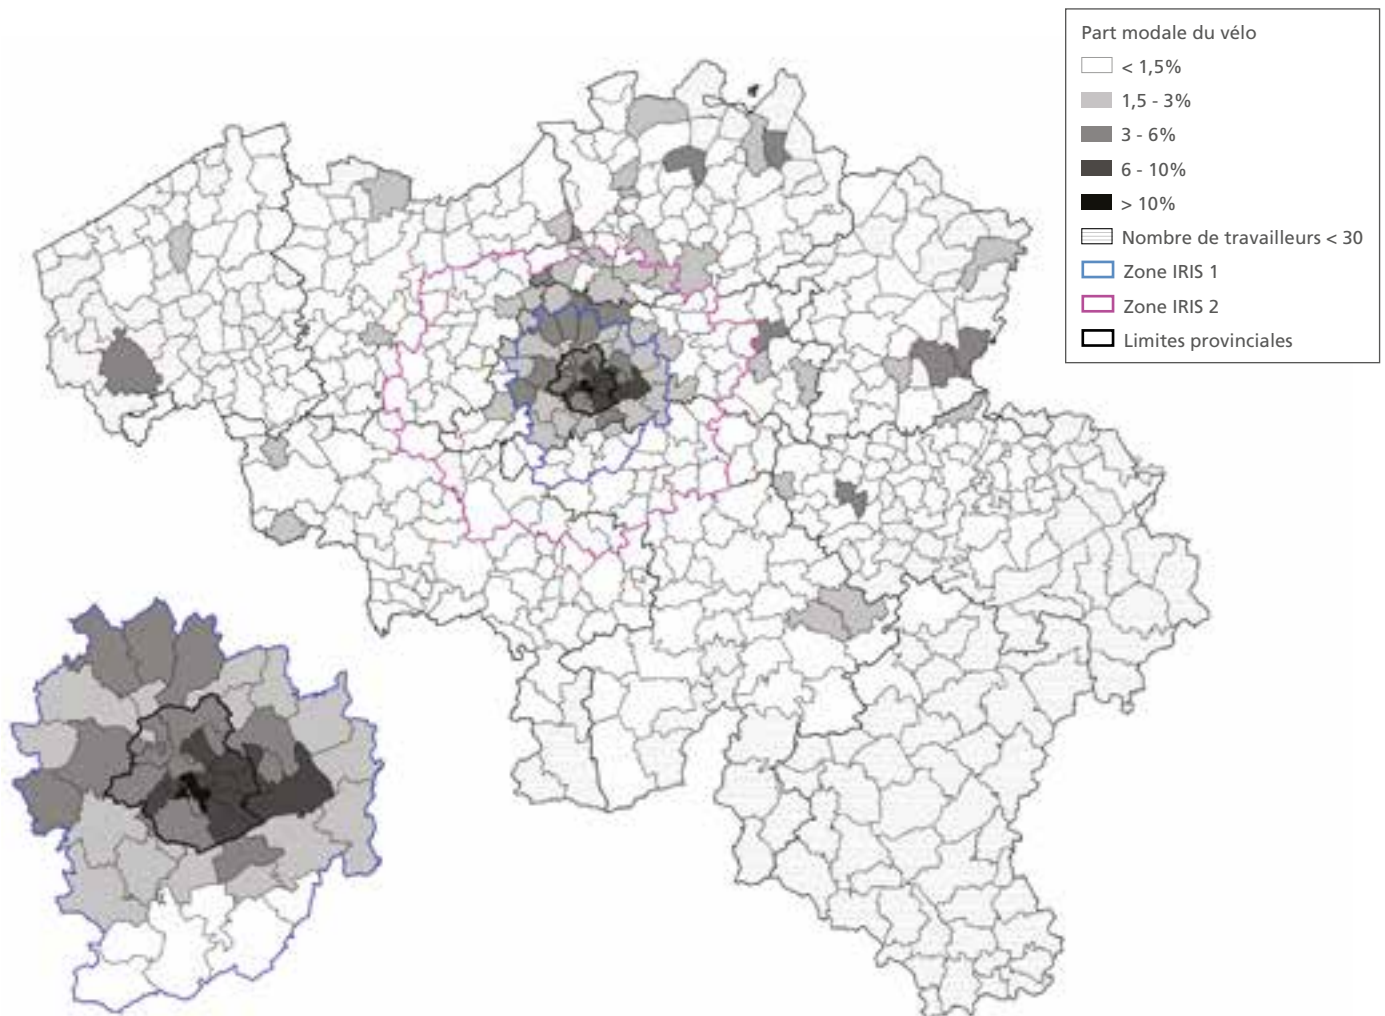 Part modale du vélo
< 1,5%
1,5 - 3%
3 - 6%
6 - 10%
> 10%
Nombre de travailleurs < 30
Zone IRIS 1
Zone IRIS 2
Limites provinciales